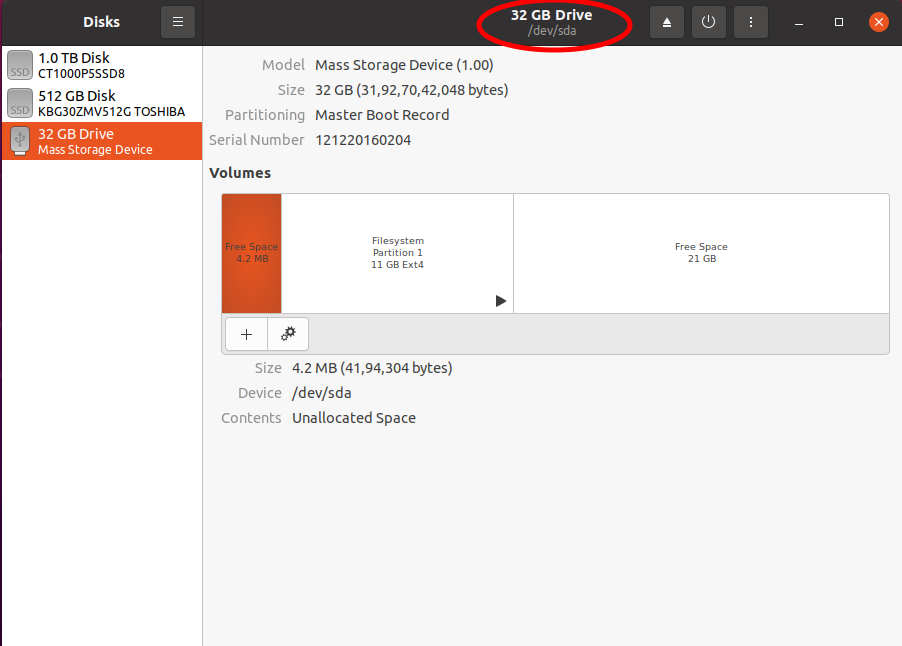 Disks
32 GB Drive
/dev/sda
1.0 TB Disk
CT1000P5SSD8
512 GB Disk
KBG30ZMV512G TOSHIBA
32 GB Drive
Mass Storage Device
SSD
SSD
Model Mass Storage Device (1.00)
Size 32 GB (31,92,70,42,048 bytes)
Partitioning Master Boot Record
Serial Number 121220160204
Volumes
Free Space
4.2 MB
Filesystem
Partition 1
11 GB Ext4
Free Space
21 GB
Size 4.2 MB (41,94,304 bytes)
Device /dev/sda
Contents Unallocated Space